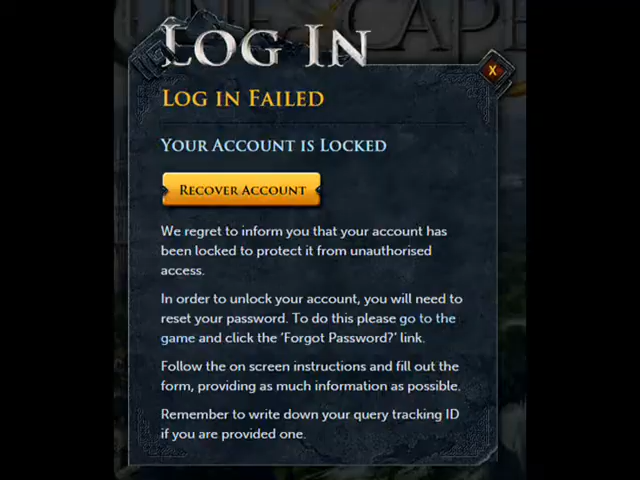 LOG IN
X
LOG IN FAILED
YOUR ACCOUNT IS LOCKED
RECOVER ACCOUNT
We regret to inform you that your account has
been locked to protect it from unauthorised
access.
In order to unlock your account, you will need to
reset your password. To do this please go to the
game and click the 'Forgot Password?' link.
Follow the on screen instructions and fill out the
form, providing as much information as possible.
Remember to write down your query tracking ID
if you are provided one.